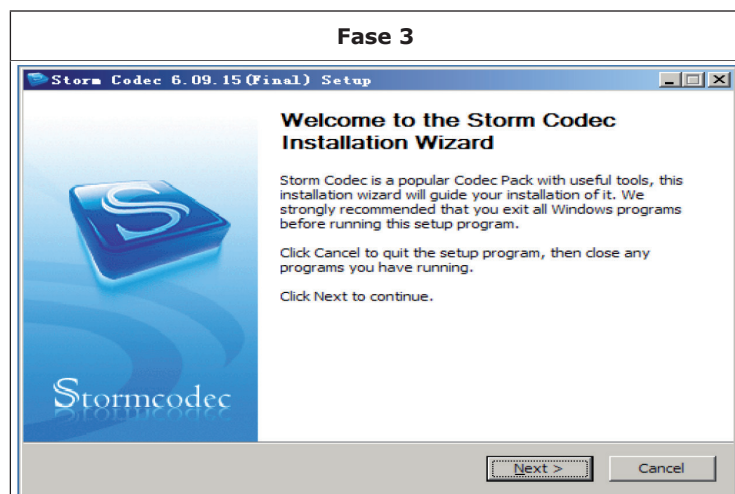 Fase 3
Storm Codec 6.09.15(Final) Setup
Welcome to the Storm Codec
Installation Wizard
Storm Codec is a popular Codec Pack with useful tools, this
installation wizard will guide your installation of it. We
strongly recommended that you exit all Windows programs
before running this setup program.
Click Cancel to quit the setup program, then close any
programs you have running.
Click Next to continue.
S
Stormcodec
Next >
Cancel